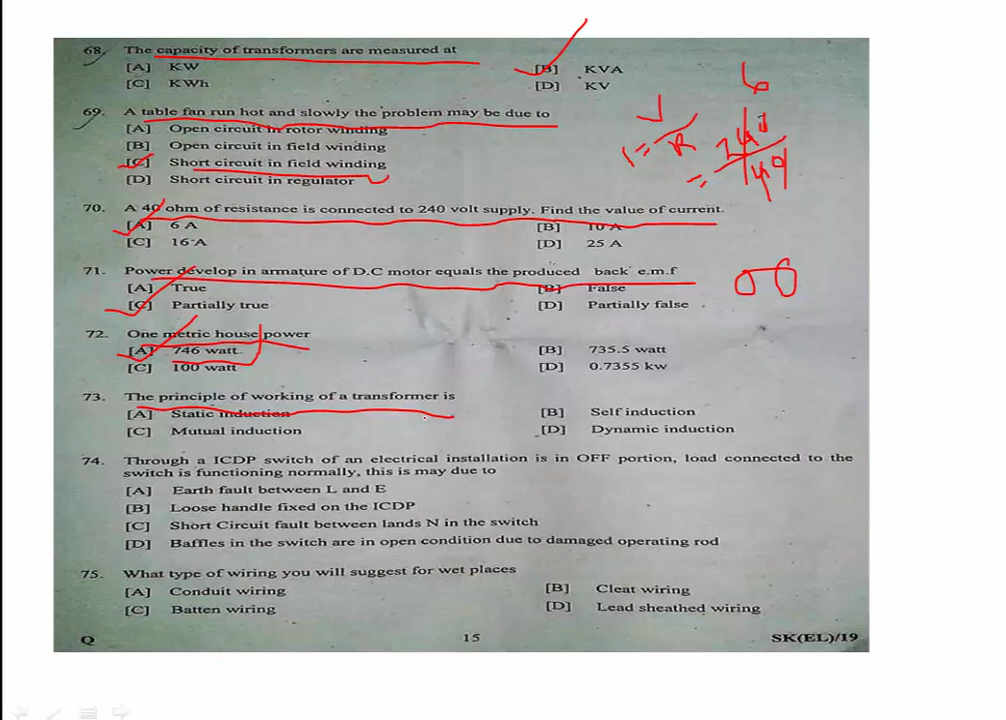 68. The capacity of transformers are measured at
[A] KW [B] KVA
[C] KWh [D] KV
69. A table fan run hot and slowly the problem may be due to
[A] Open circuit in rotor winding
[B] Open circuit in field winding
[C] Short circuit in field winding
[D] Short circuit in regulator
70. A 40 ohm of resistance is connected to 240 volt supply. Find the value of current.
[A] 6 A [B] 10 A
[C] 16 A [D] 25 A
71. Power develop in armature of D.C motor equals the produced back e.m.f
[A] True [B] False
[C] Partially true [D] Partially false
72. One metric house power
[A] 746 watt [B] 735.5 watt
[C] 100 watt [D] 0.7355 kw
73. The principle of working of a transformer is
[A] Static induction [B] Self induction
[C] Mutual induction [D] Dynamic induction
74. Through a ICDP switch of an electrical installation is in OFF portion, load connected to the
switch is functioning normally, this is may due to
[A] Earth fault between L and E
[B] Loose handle fixed on the ICDP
[C] Short Circuit fault between lands N in the switch
[D] Baffles in the switch are in open condition due to damaged operating rod
75. What type of wiring you will suggest for wet places
[A] Conduit wiring [B] Cleat wiring
[C] Batten wiring [D] Lead sheathed wiring
Q 15 SK(EL)/19